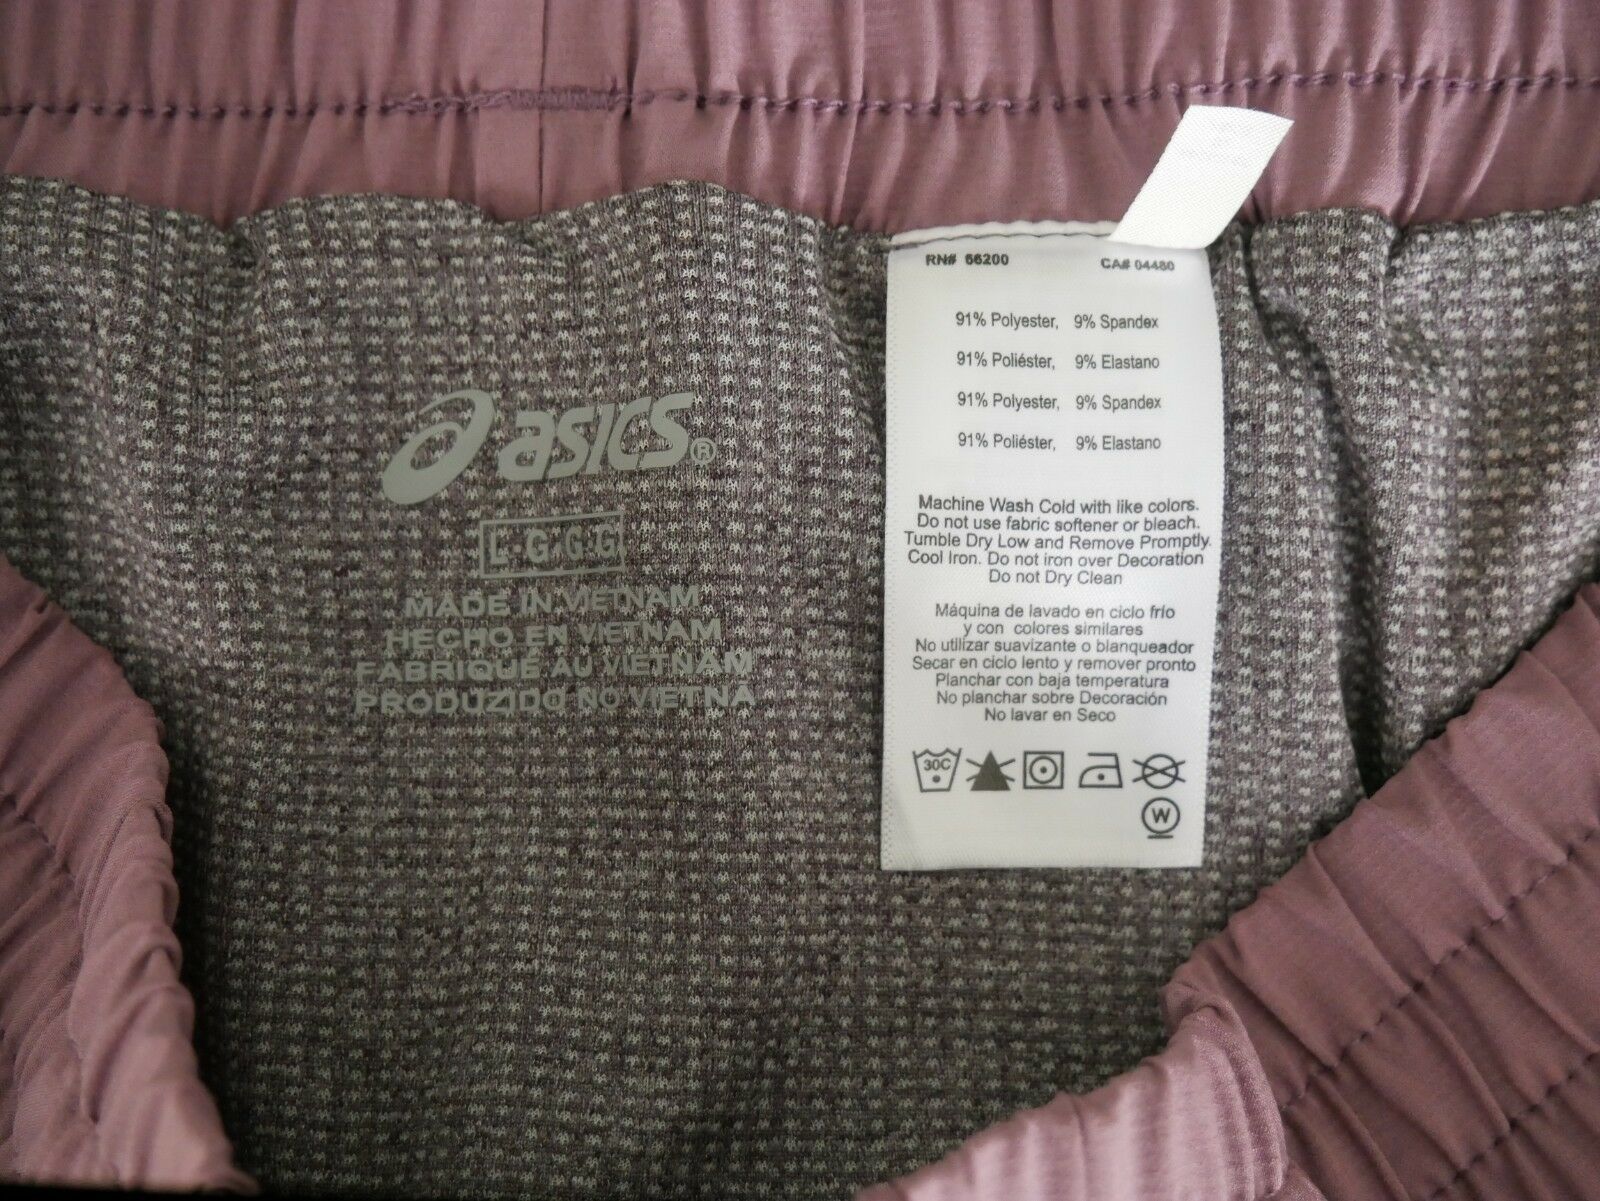 asics®
L·G·G·G
MADE IN VIETNAM
HECHO EN VIETNAM
FABRIQUÉ AU VIETNAM
PRODUZIDO NO VIETNA
RN# 66200 CA# 04480
91% Polyester, 9% Spandex
91% Poliéster, 9% Elastano
91% Polyester, 9% Spandex
91% Poliéster, 9% Elastano
Machine Wash Cold with like colors.
Do not use fabric softener or bleach.
Tumble Dry Low and Remove Promptly.
Cool Iron. Do not iron over Decoration
Do not Dry Clean
Máquina de lavado en ciclo frío
y con colores similares
No utilizar suavizante o blanqueador
Secar en ciclo lento y remover pronto
Planchar con baja temperatura
No planchar sobre Decoración
No lavar en Seco
30C
W